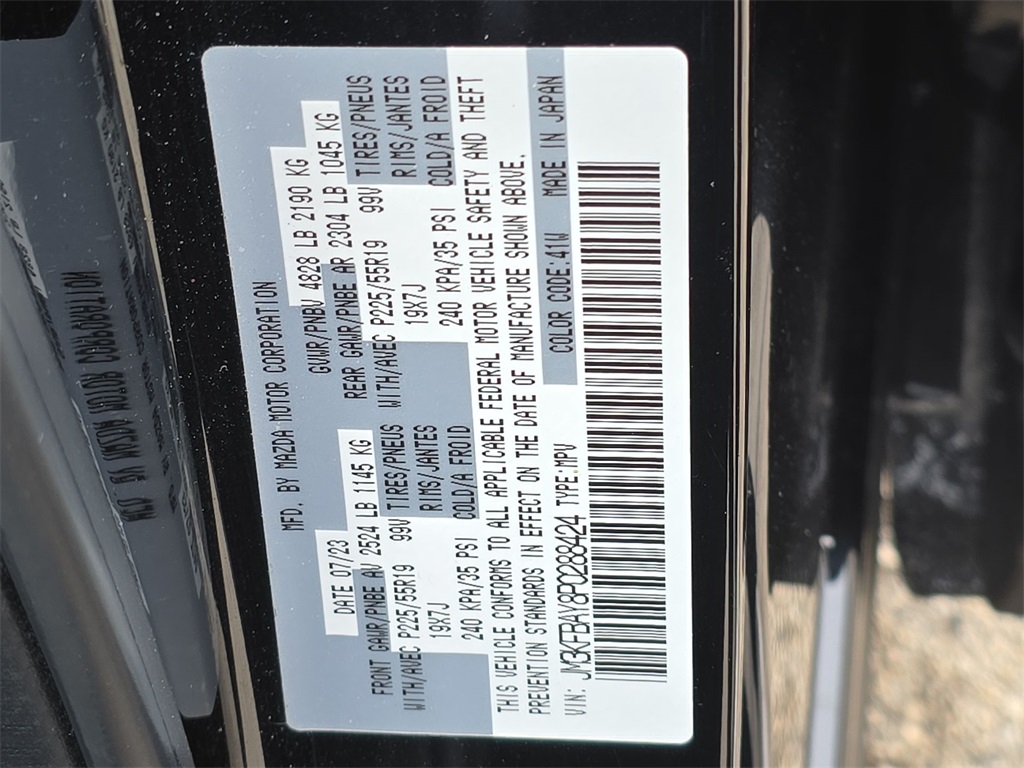 MFD. BY MAZDA MOTOR CORPORATION
DATE 07/23 GVWR/PNBV 4828 LB 2190 KG
FRONT GAWR/PNBE AV 2524 LB 1145 KG REAR GAWR/PNBE AR 2304 LB 1045 KG
WITH/AVEC P225/55R19 99V TIRES/PNEUS WITH/AVEC P225/55R19 99V TIRES/PNEUS
19X7J RIMS/JANTES 19X7J RIMS/JANTES
240 KPA/35 PSI COLD/A FROID 240 KPA/35 PSI COLD/A FROID
THIS VEHICLE CONFORMS TO ALL APPLICABLE FEDERAL MOTOR VEHICLE SAFETY AND THEFT
PREVENTION STANDARDS IN EFFECT ON THE DATE OF MANUFACTURE SHOWN ABOVE.
VIN: JM3KFBAY8P0288424 TYPE:MPV COLOR CODE:41W MADE IN JAPAN